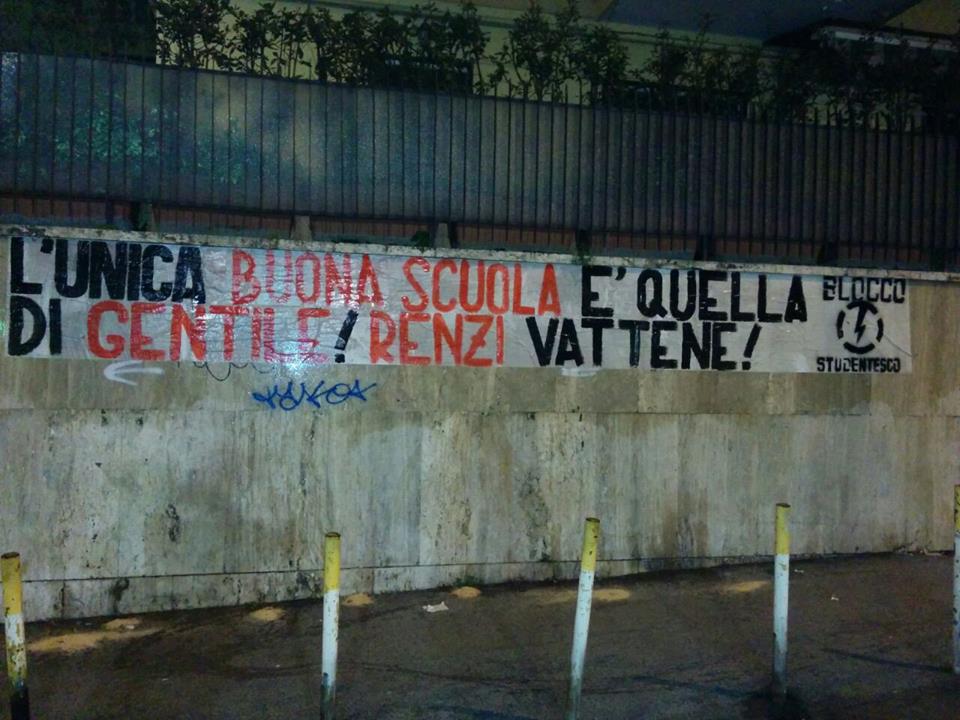 L'UNICA BUONA SCUOLA E' QUELLA
DI GENTILE! RENZI VATTENE!
BLOCCO
STUDENTESCO